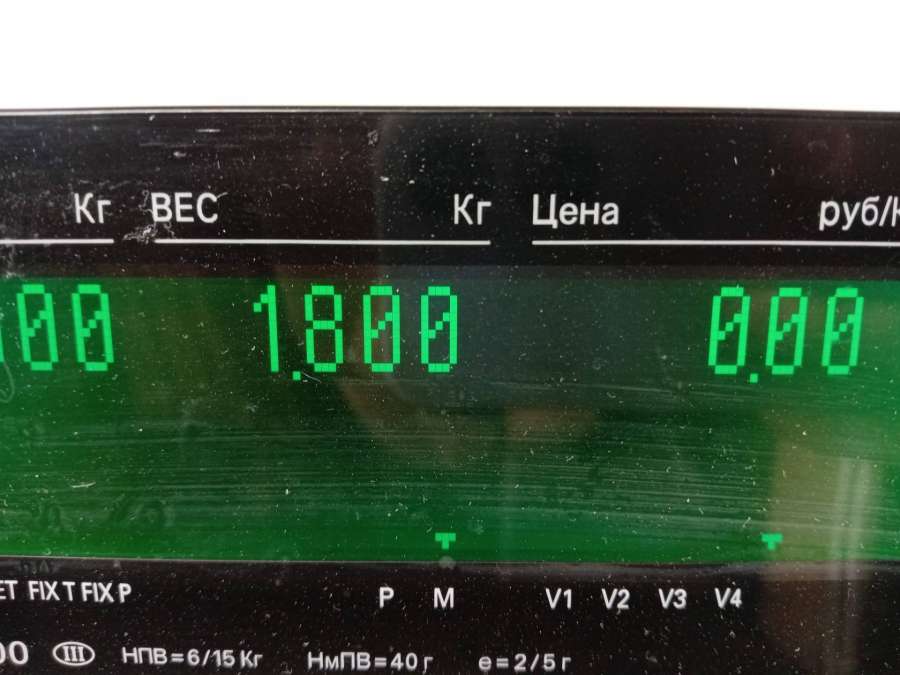 Кг ВЕС Кг Цена руб/к
00 1.800 0.00
ET FIX T FIX P P M V1 V2 V3 V4
00 III НПВ=6/15 Кг НмПВ=40 г e=2/5 г